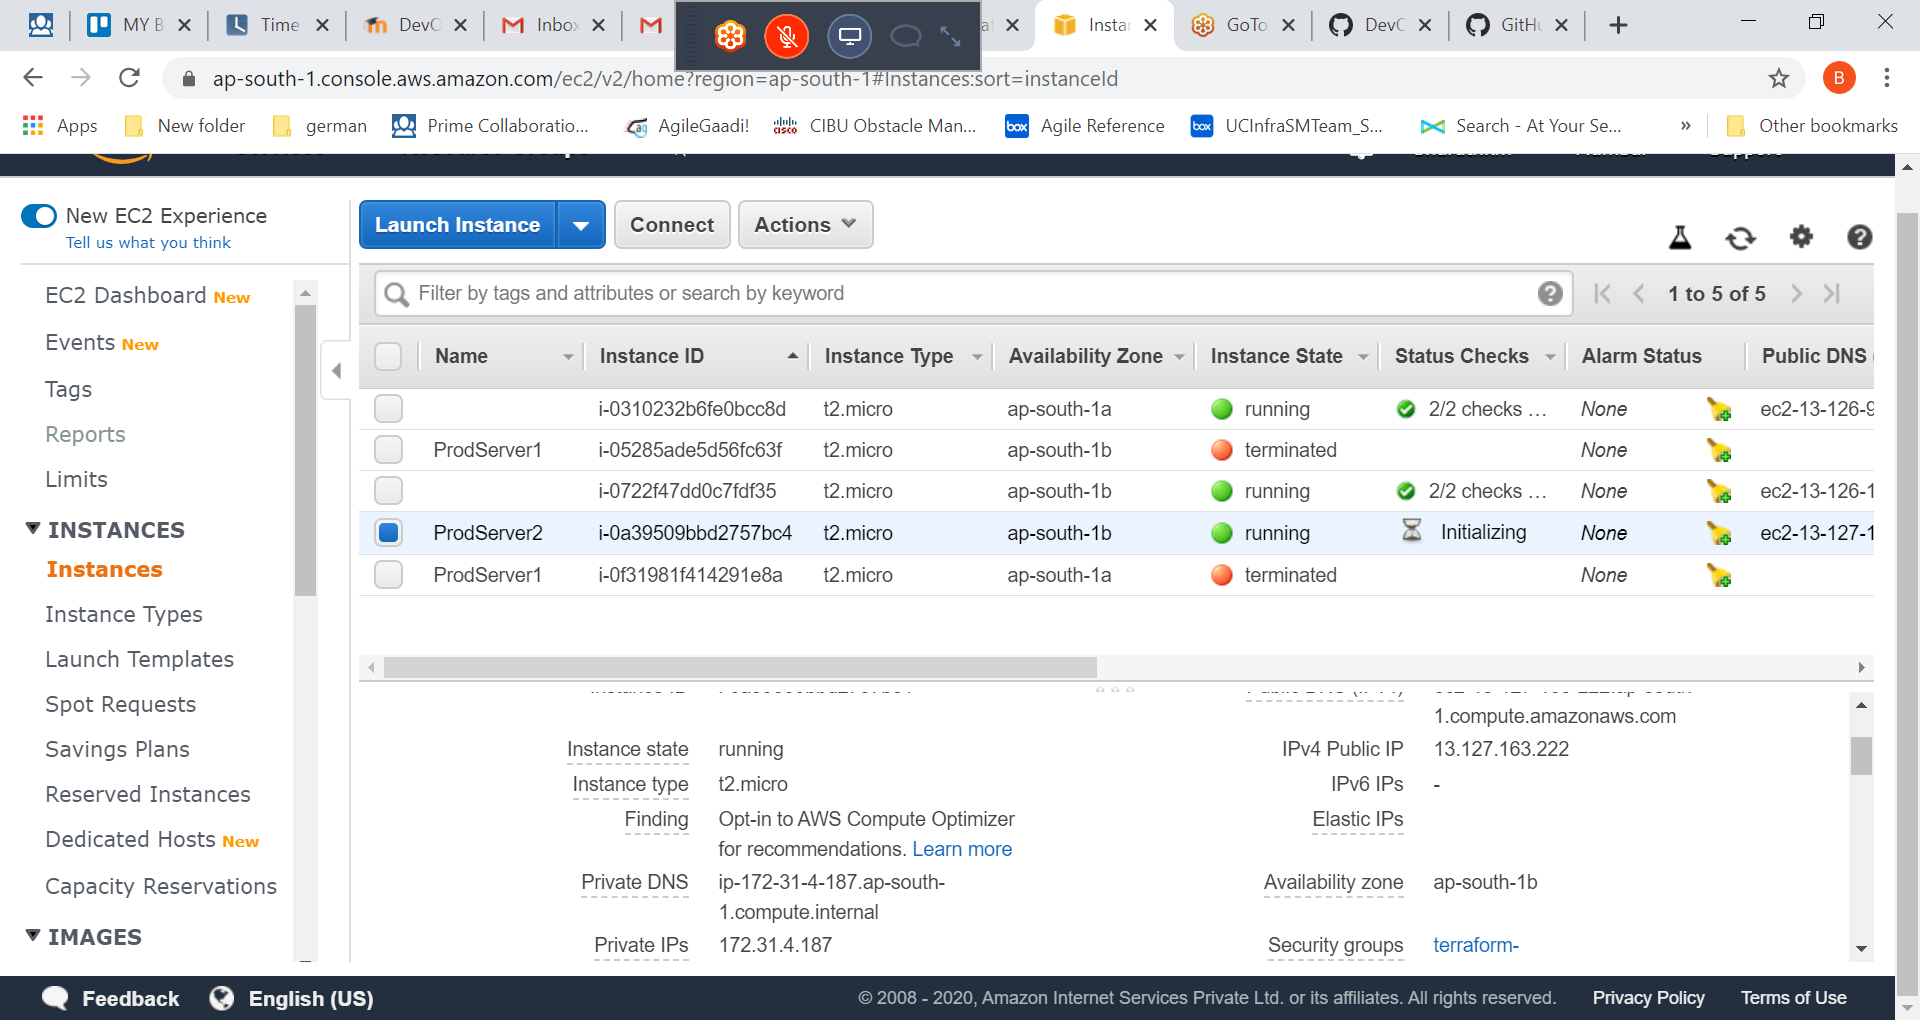 MY B
Time
DevC
Inbo
Insta
GoTo
DevC
GitHu
ap-south-1.console.aws.amazon.com/ec2/v2/home?region=ap-south-1#Instances:sort=instanceId
B
Apps New folder german Prime Collaboratio... AgileGaadi! CIBU Obstacle Man... Agile Reference UCInfraSMTeam_S... Search - At Your Se... » Other bookmarks
New EC2 Experience
Tell us what you think
EC2 Dashboard New
Events New
Tags
Reports
Limits
INSTANCES
Instances
Instance Types
Launch Templates
Spot Requests
Savings Plans
Reserved Instances
Dedicated Hosts New
Capacity Reservations
IMAGES
Launch Instance Connect Actions
Filter by tags and attributes or search by keyword
1 to 5 of 5
Name Instance ID Instance Type Availability Zone Instance State Status Checks Alarm Status Public DNS
i-0310232b6fe0bcc8d t2.micro ap-south-1a running 2/2 checks ... None ec2-13-126-9
ProdServer1 i-05285ade5d56fc63f t2.micro ap-south-1b terminated None
i-0722f47dd0c7fdf35 t2.micro ap-south-1b running 2/2 checks ... None ec2-13-126-1
ProdServer2 i-0a39509bbd2757bc4 t2.micro ap-south-1b running Initializing None ec2-13-127-1
ProdServer1 i-0f31981f414291e8a t2.micro ap-south-1a terminated None
1.compute.amazonaws.com
Instance state running IPv4 Public IP 13.127.163.222
Instance type t2.micro IPv6 IPs -
Finding Opt-in to AWS Compute Optimizer Elastic IPs
for recommendations. Learn more
Private DNS ip-172-31-4-187.ap-south- Availability zone ap-south-1b
1.compute.internal
Private IPs 172.31.4.187 Security groups terraform-
Feedback English (US) © 2008 - 2020, Amazon Internet Services Private Ltd. or its affiliates. All rights reserved. Privacy Policy Terms of Use